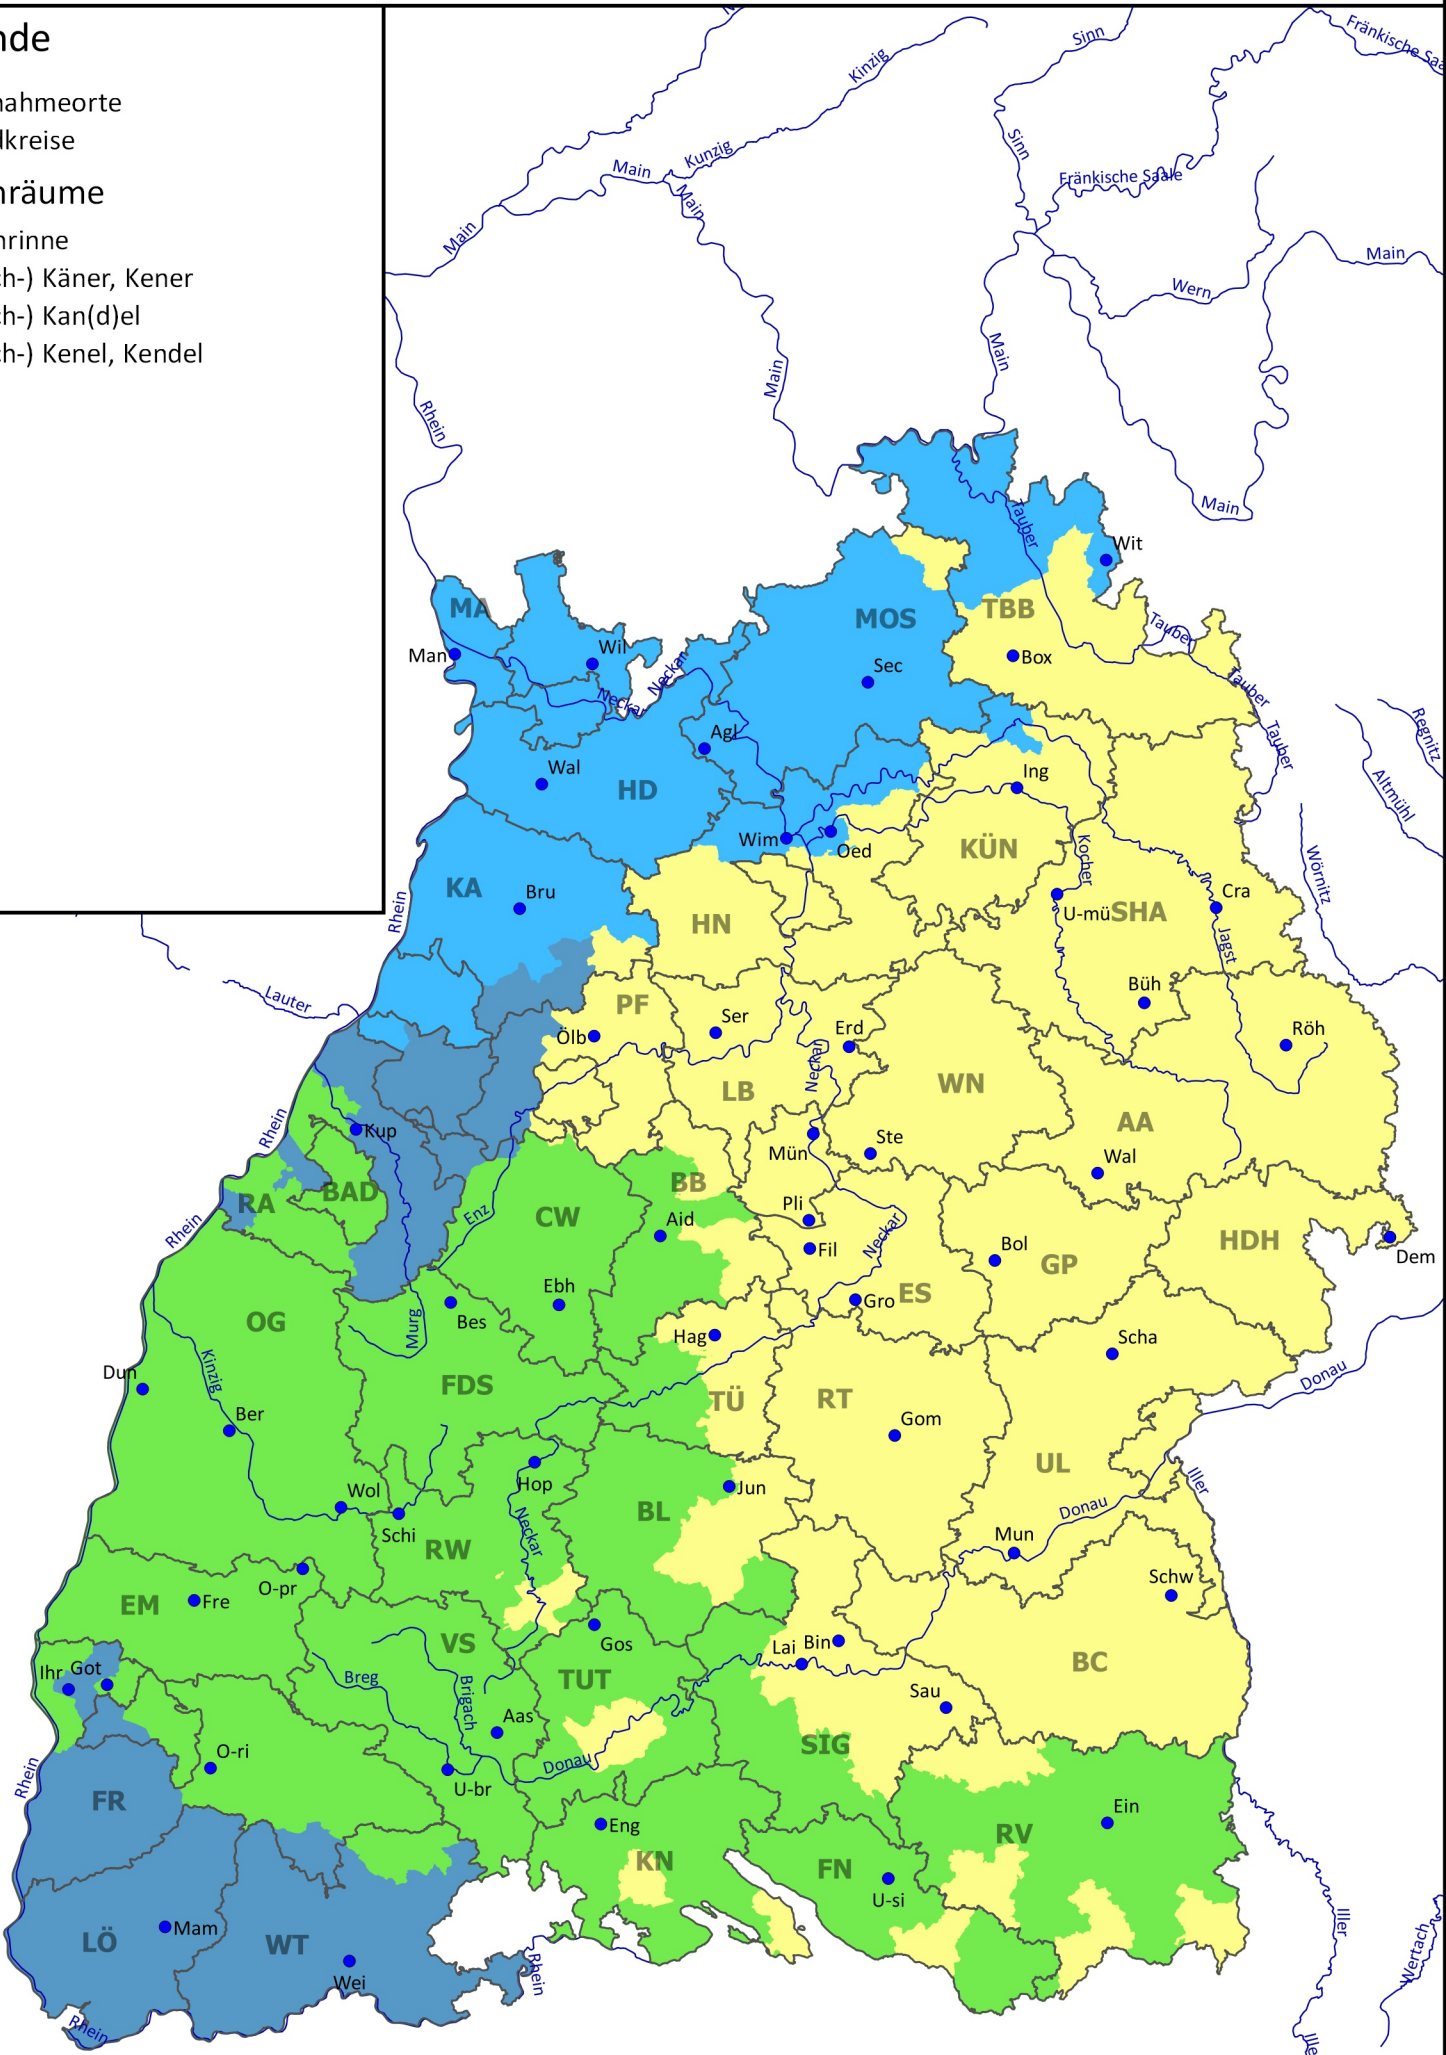 nde
nahmeorte
dkreise
nräume
nrinne
ch-) Käner, Kener
ch-) Kan(d)el
ch-) Kenel, Kendel
Kinzig
Sinn
Fränkische Saa
Sinn
Kunzig
Main
Main
Fränkische Saale
Main
Main
Wern
Main
Main
Rhein
Main
Tauber
Wit
MA
MOS
TBB
Tauber
Man
Wil
Sec
Box
Neckar
Neckar
Tauber
Agl
Tauber
Regnitz
Wal
HD
Ing
Altmühl
Wim
Oed
KÜN
Kocher
Wörnitz
KA
Bru
Rhein
HN
U-mü
SHA
Cra
Jagst
Lauter
PF
Büh
Ölb
Ser
Erd
Röh
Neckar
LB
WN
Rhein
Kup
AA
Mün
Ste
Wal
RA
BAD
BB
Rhein
Enz
CW
Aid
Pli
Fil
Neckar
Bol
GP
HDH
Dem
Ebh
ES
Gro
OG
Bes
Murg
Hag
Scha
Dun
Kinzig
FDS
TÜ
RT
Donau
Ber
Gom
UL
Iller
Wol
Hop
Jun
Schi
Neckar
BL
Donau
RW
Mun
O-pr
Schw
EM
Fre
VS
Gos
Lai
Bin
BC
Ihr
Got
Breg
Brigach
TUT
Sau
Aas
O-ri
SIG
Rhein
Donau
U-br
FR
Eng
Ein
RV
KN
FN
U-si
LÖ
Mam
WT
Wei
Rhein
Iller
Wertach
Rhein
Ille